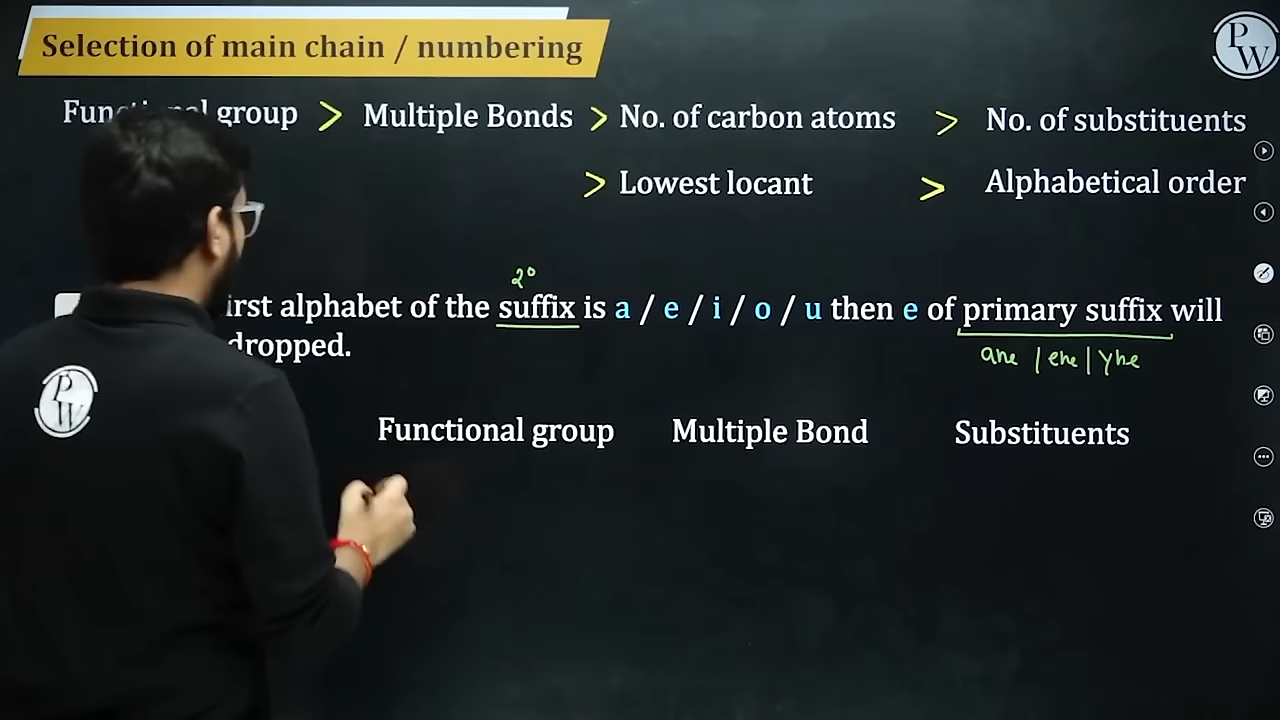 Selection of main chain / numbering
P
W
group > Multiple Bonds > No. of carbon atoms > No. of substituents
> Lowest locant > Alphabetical order
2°
irst alphabet of the suffix is a / e / i / o / u then e of primary suffix will
dropped.
ane / ene / yne
P
W
Functional group Multiple Bond Substituents